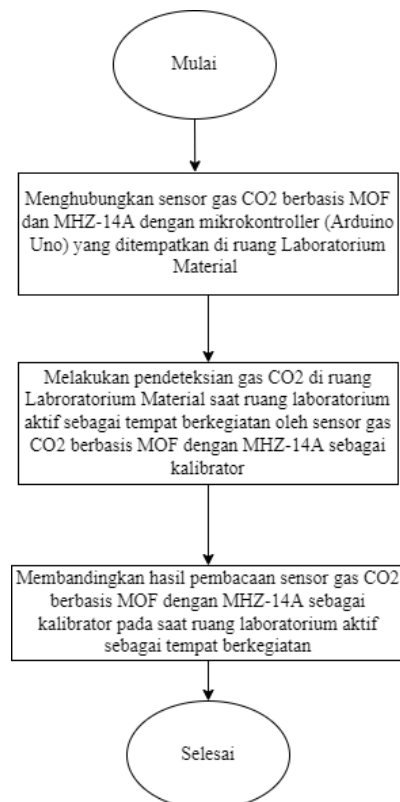 Mulai
Menghubungkan sensor gas CO2 berbasis MOF
dan MHZ-14A dengan mikrokontroller (Arduino
Uno) yang ditempatkan di ruang Laboratorium
Material
Melakukan pendeteksian gas CO2 di ruang
Labroratorium Material saat ruang laboratorium
aktif sebagai tempat berkegiatan oleh sensor gas
CO2 berbasis MOF dengan MHZ-14A sebagai
kalibrator
Membandingkan hasil pembacaan sensor gas CO2
berbasis MOF dengan MHZ-14A sebagai
kalibrator pada saat ruang laboratorium aktif
sebagai tempat berkegiatan
Selesai